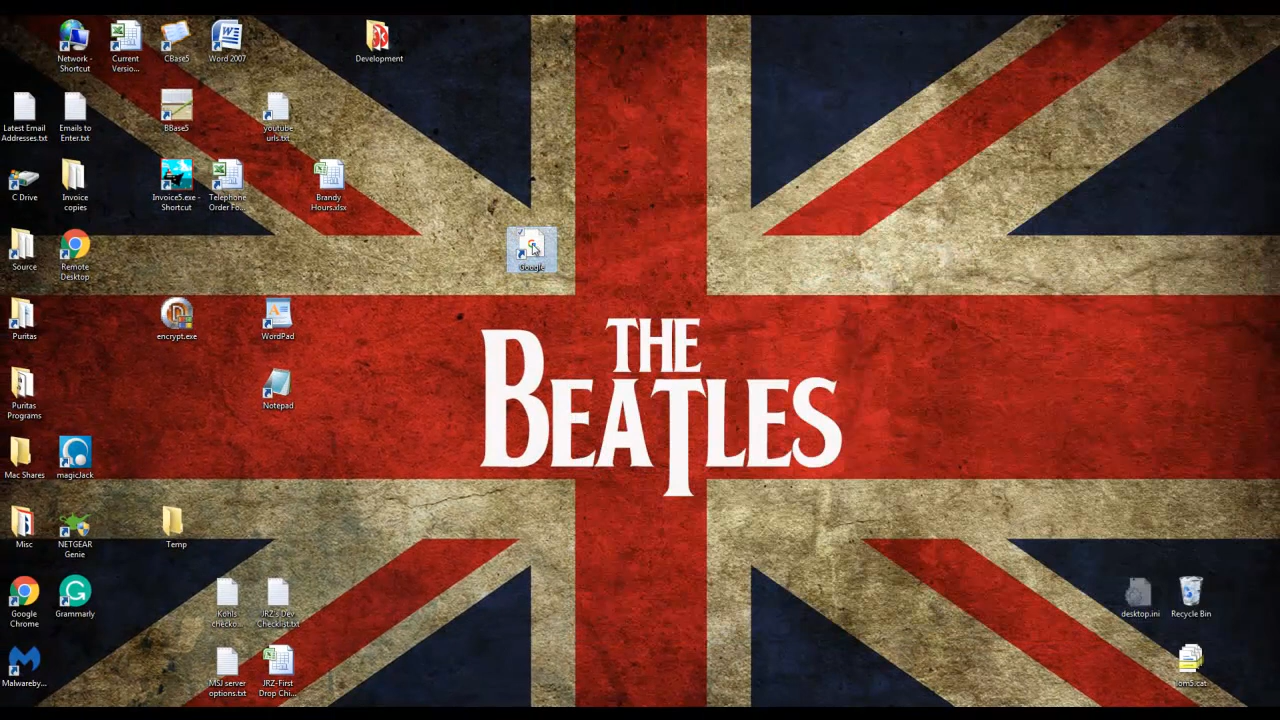 Network -
Shortcut
Current
Versio...
CBase5
Word 2007
Development
Latest Email
Addresses.txt
Emails to
Enter.txt
BBase5
youtube
urls.txt
C Drive
Invoice
copies
Invoice5.exe -
Shortcut
Telephone
Order Fo...
Brandy
Hours.xlsx
Source
Remote
Desktop
Google
Puritas
encrypt.exe
WordPad
THE
BEATLES
Puritas
Programs
Notepad
Mac Shares
magicJack
Misc
NETGEAR
Genie
Temp
Google
Chrome
Grammarly
Kohls
checko...
JRZ's Dev
Checklist.txt
desktop.ini
Recycle Bin
Malwareby...
MSJ server
options.txt
JRZ-First
Drop Chi...
lom5.cat